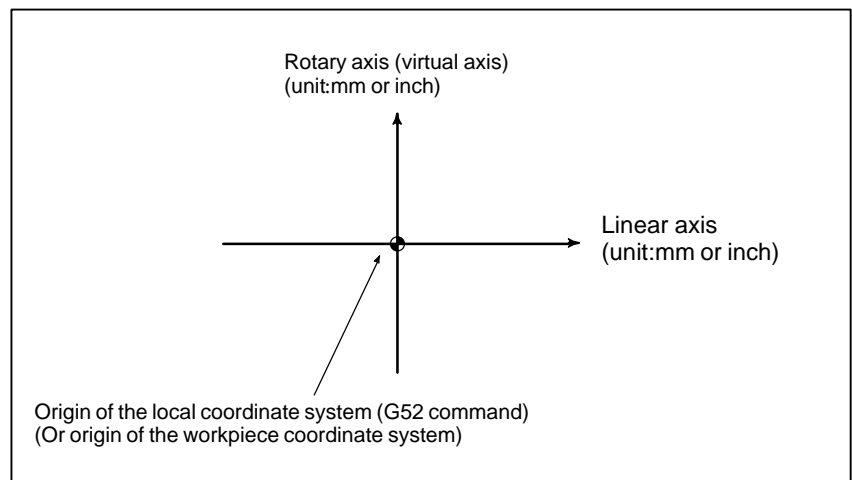 Rotary axis (virtual axis)
(unit:mm or inch)
Linear axis
(unit:mm or inch)
Origin of the local coordinate system (G52 command)
(Or origin of the workpiece coordinate system)